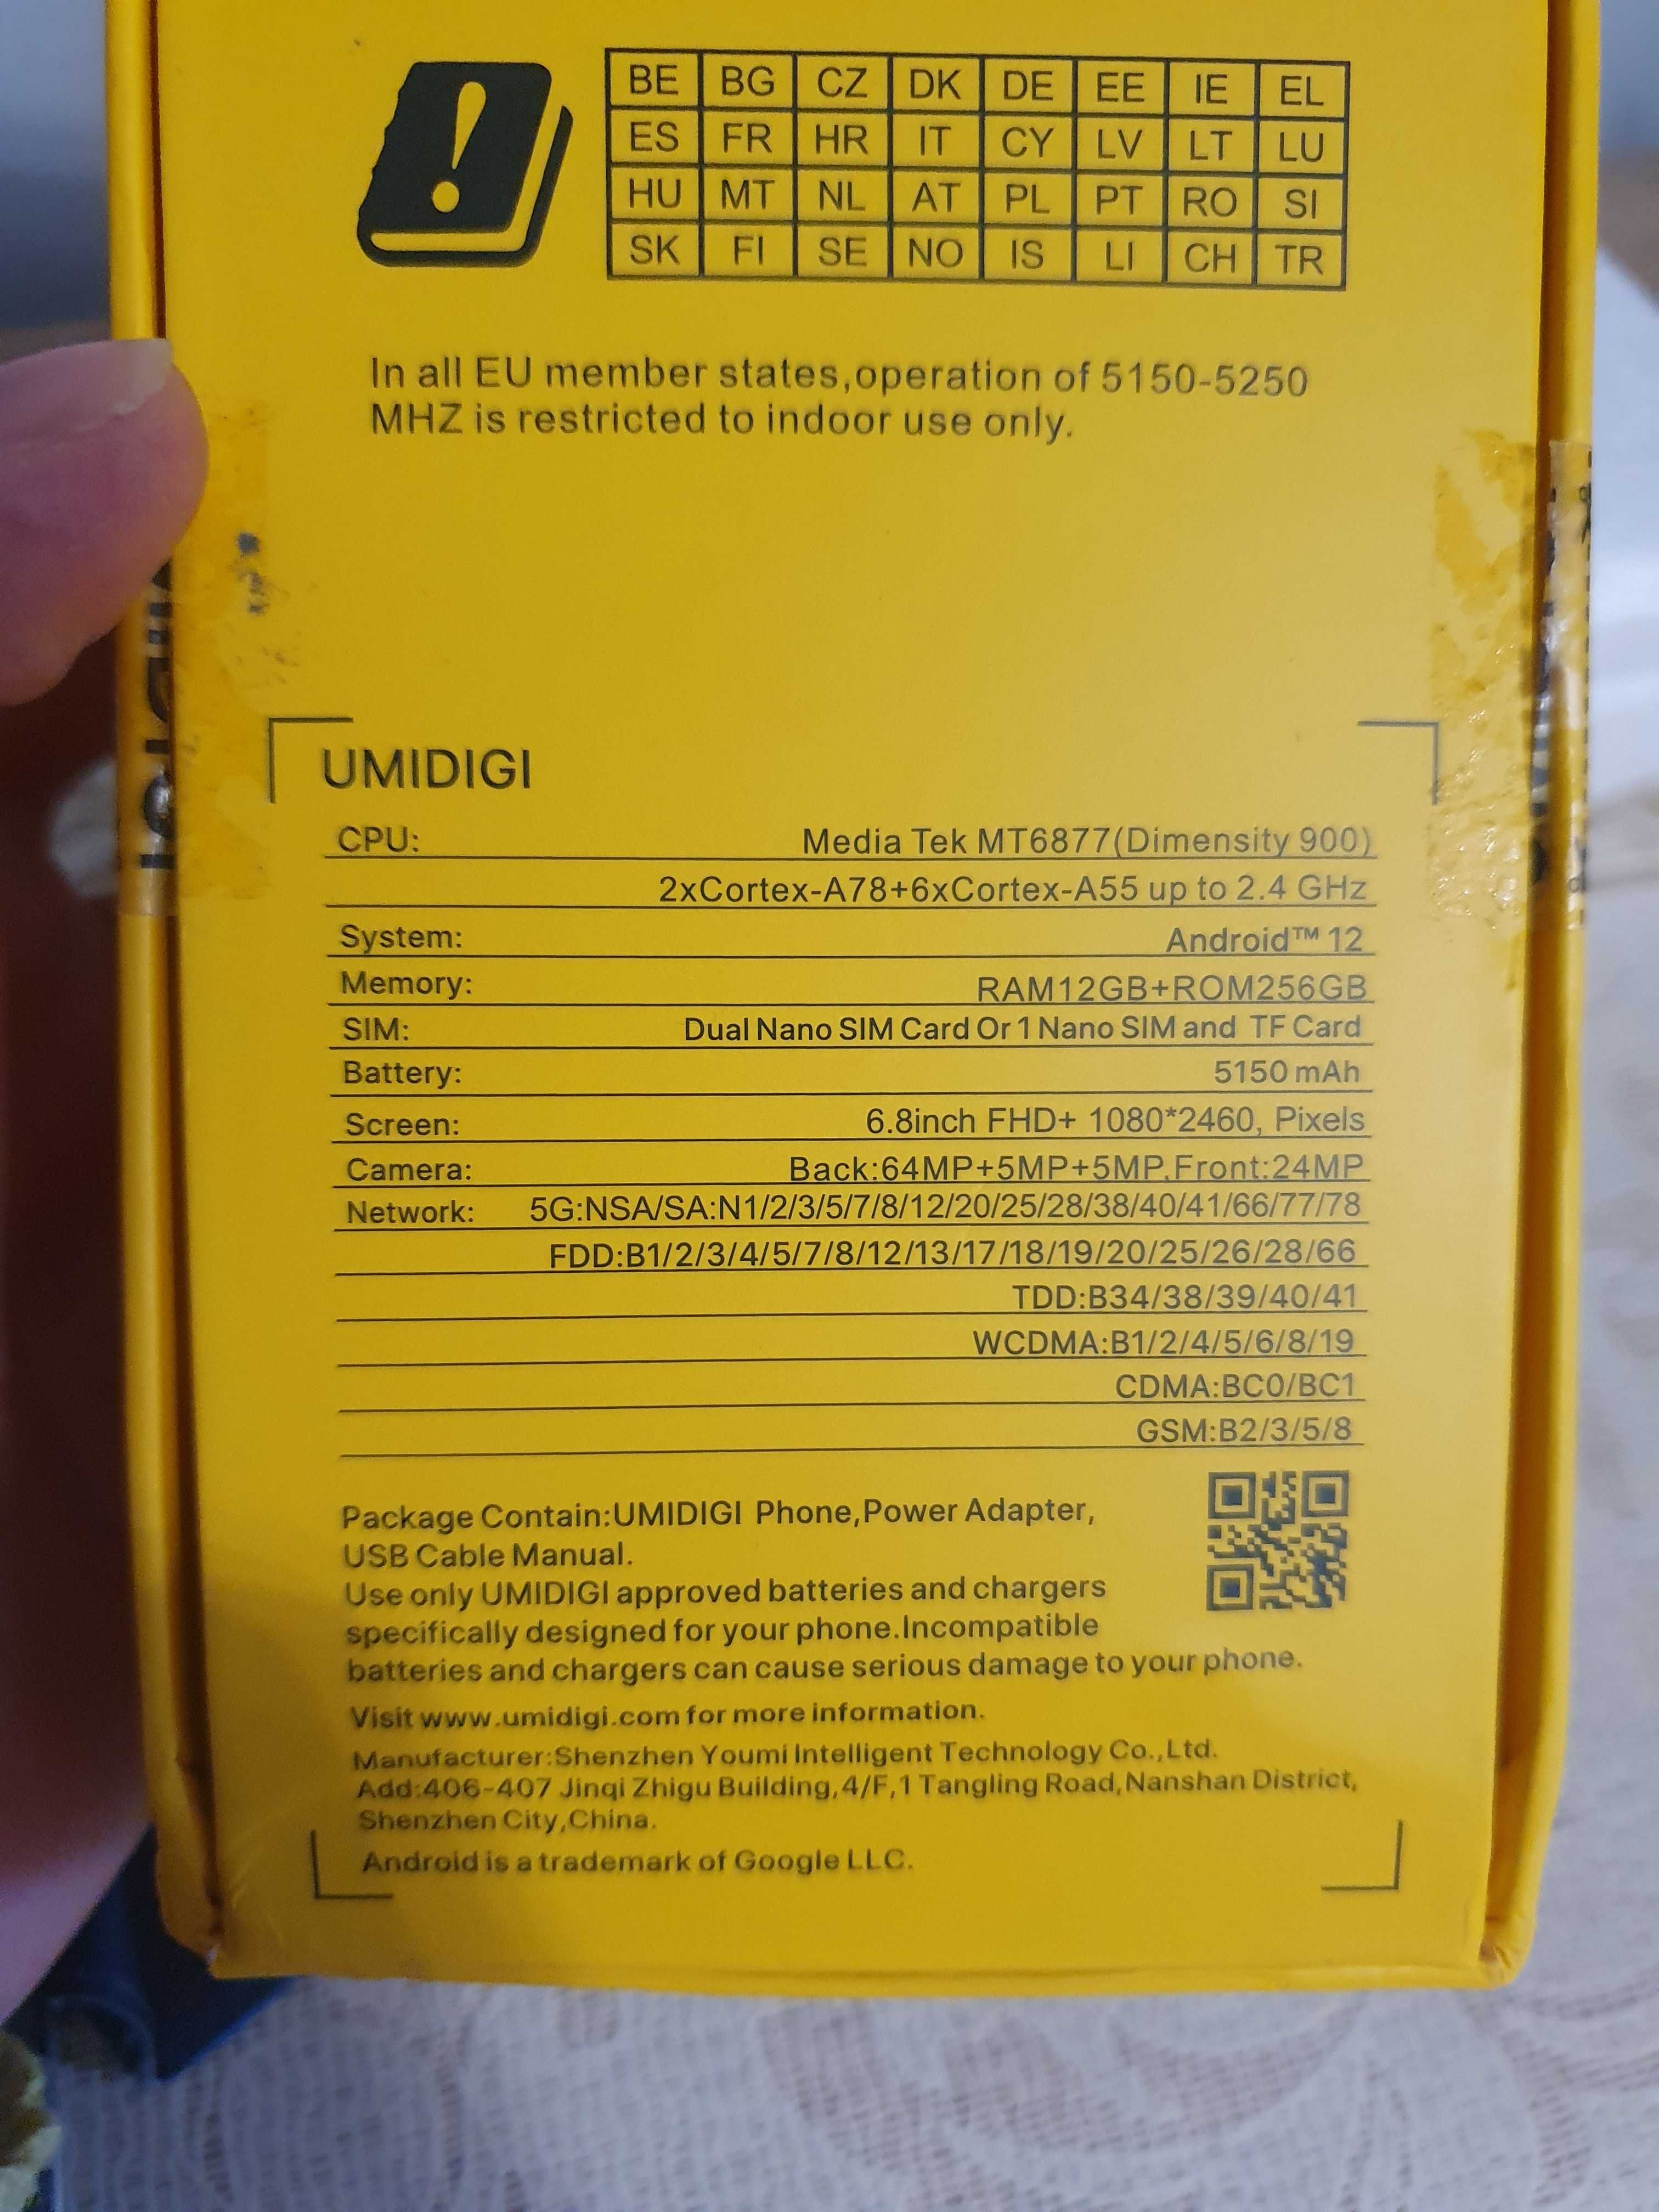 BE BG CZ DK DE EE IE EL
ES FR HR IT CY LV LT LU
HU MT NL AT PL PT RO SI
SK FI SE NO IS LI CH TR
In all EU member states,operation of 5150-5250
MHZ is restricted to indoor use only.
UMIDIGI
CPU: Media Tek MT6877(Dimensity 900)
2xCortex-A78+6xCortex-A55 up to 2.4 GHz
System: Android™ 12
Memory: RAM12GB+ROM256GB
SIM: Dual Nano SIM Card Or 1 Nano SIM and TF Card
Battery: 5150 mAh
Screen: 6.8inch FHD+ 1080*2460, Pixels
Camera: Back:64MP+5MP+5MP,Front:24MP
Network: 5G:NSA/SA:N1/2/3/5/7/8/12/20/25/28/38/40/41/66/77/78
FDD:B1/2/3/4/5/7/8/12/13/17/18/19/20/25/26/28/66
TDD:B34/38/39/40/41
WCDMA:B1/2/4/5/6/8/19
CDMA:BC0/BC1
GSM:B2/3/5/8
Package Contain:UMIDIGI Phone,Power Adapter,
USB Cable Manual.
Use only UMIDIGI approved batteries and chargers
specifically designed for your phone.Incompatible
batteries and chargers can cause serious damage to your phone.
Visit www.umidigi.com for more information.
Manufacturer:Shenzhen Youmi Intelligent Technology Co.,Ltd.
Add:406-407 Jinqi Zhigu Building,4/F,1 Tangling Road,Nanshan District,
Shenzhen City,China.
Android is a trademark of Google LLC.